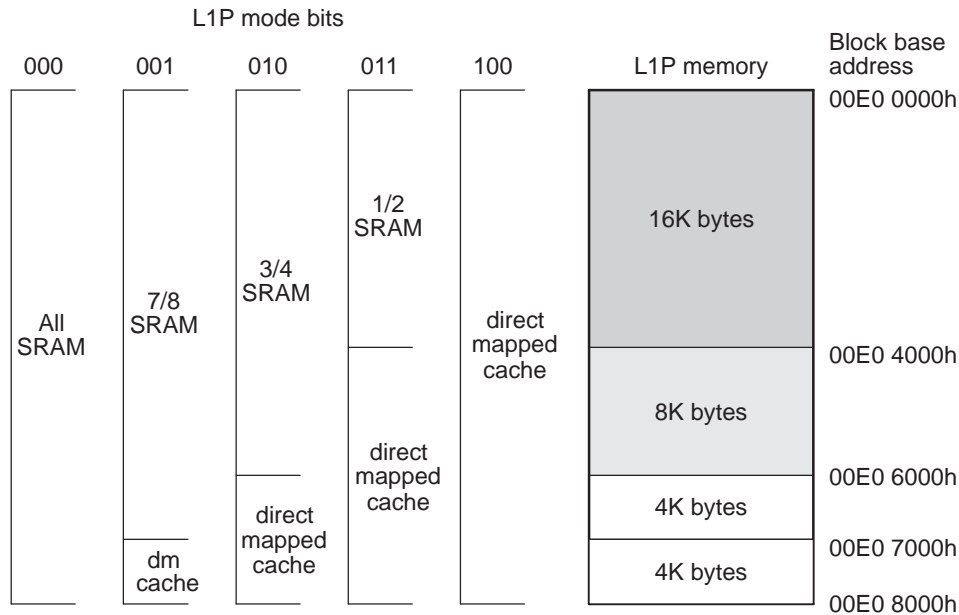 L1P mode bits
000 001 010 011 100 L1P memory Block base address
00E0 0000h
16K bytes
1/2
SRAM
3/4
SRAM
7/8
SRAM
All
SRAM
direct
mapped
cache
00E0 4000h
8K bytes
direct
mapped
cache
00E0 6000h
4K bytes
direct
mapped
cache
00E0 7000h
dm
cache
4K bytes
00E0 8000h